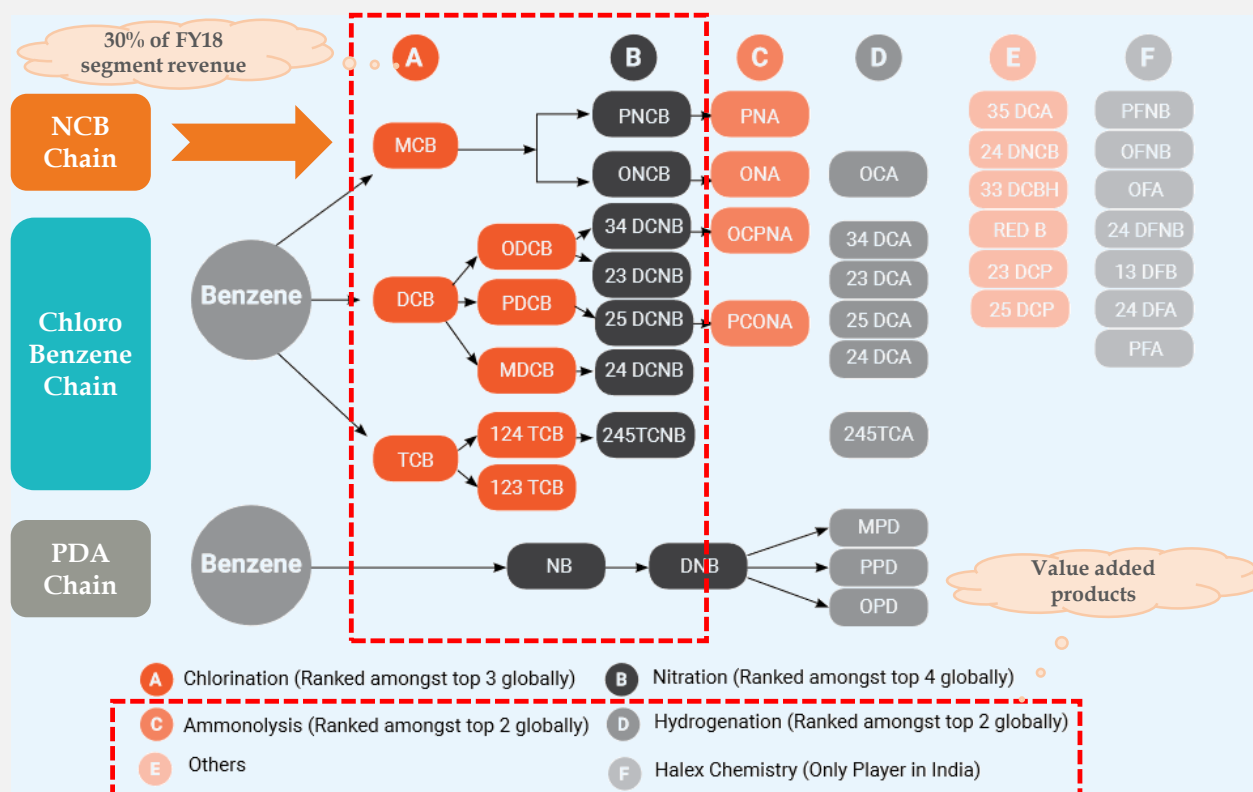 30% of FY18
segment revenue
A
B
C
D
E
F
NCB
Chain
MCB
PNCB
PNA
35 DCA
PFNB
ONCB
ONA
OCA
24 DNCB
OFNB
33 DCBH
OFA
Chloro
Benzene
Chain
Benzene
DCB
ODCB
34 DCNB
OCPNA
34 DCA
RED B
24 DFNB
23 DCNB
23 DCA
23 DCP
13 DFB
PDCB
25 DCNB
PCONA
25 DCA
25 DCP
24 DFA
MDCB
24 DCNB
24 DCA
PFA
TCB
124 TCB
245TCNB
245TCA
123 TCB
PDA
Chain
Benzene
NB
DNB
MPD
PPD
OPD
Value added
products
A Chlorination (Ranked amongst top 3 globally)
B Nitration (Ranked amongst top 4 globally)
C Ammonolysis (Ranked amongst top 2 globally)
D Hydrogenation (Ranked amongst top 2 globally)
E Others
F Halex Chemistry (Only Player in India)